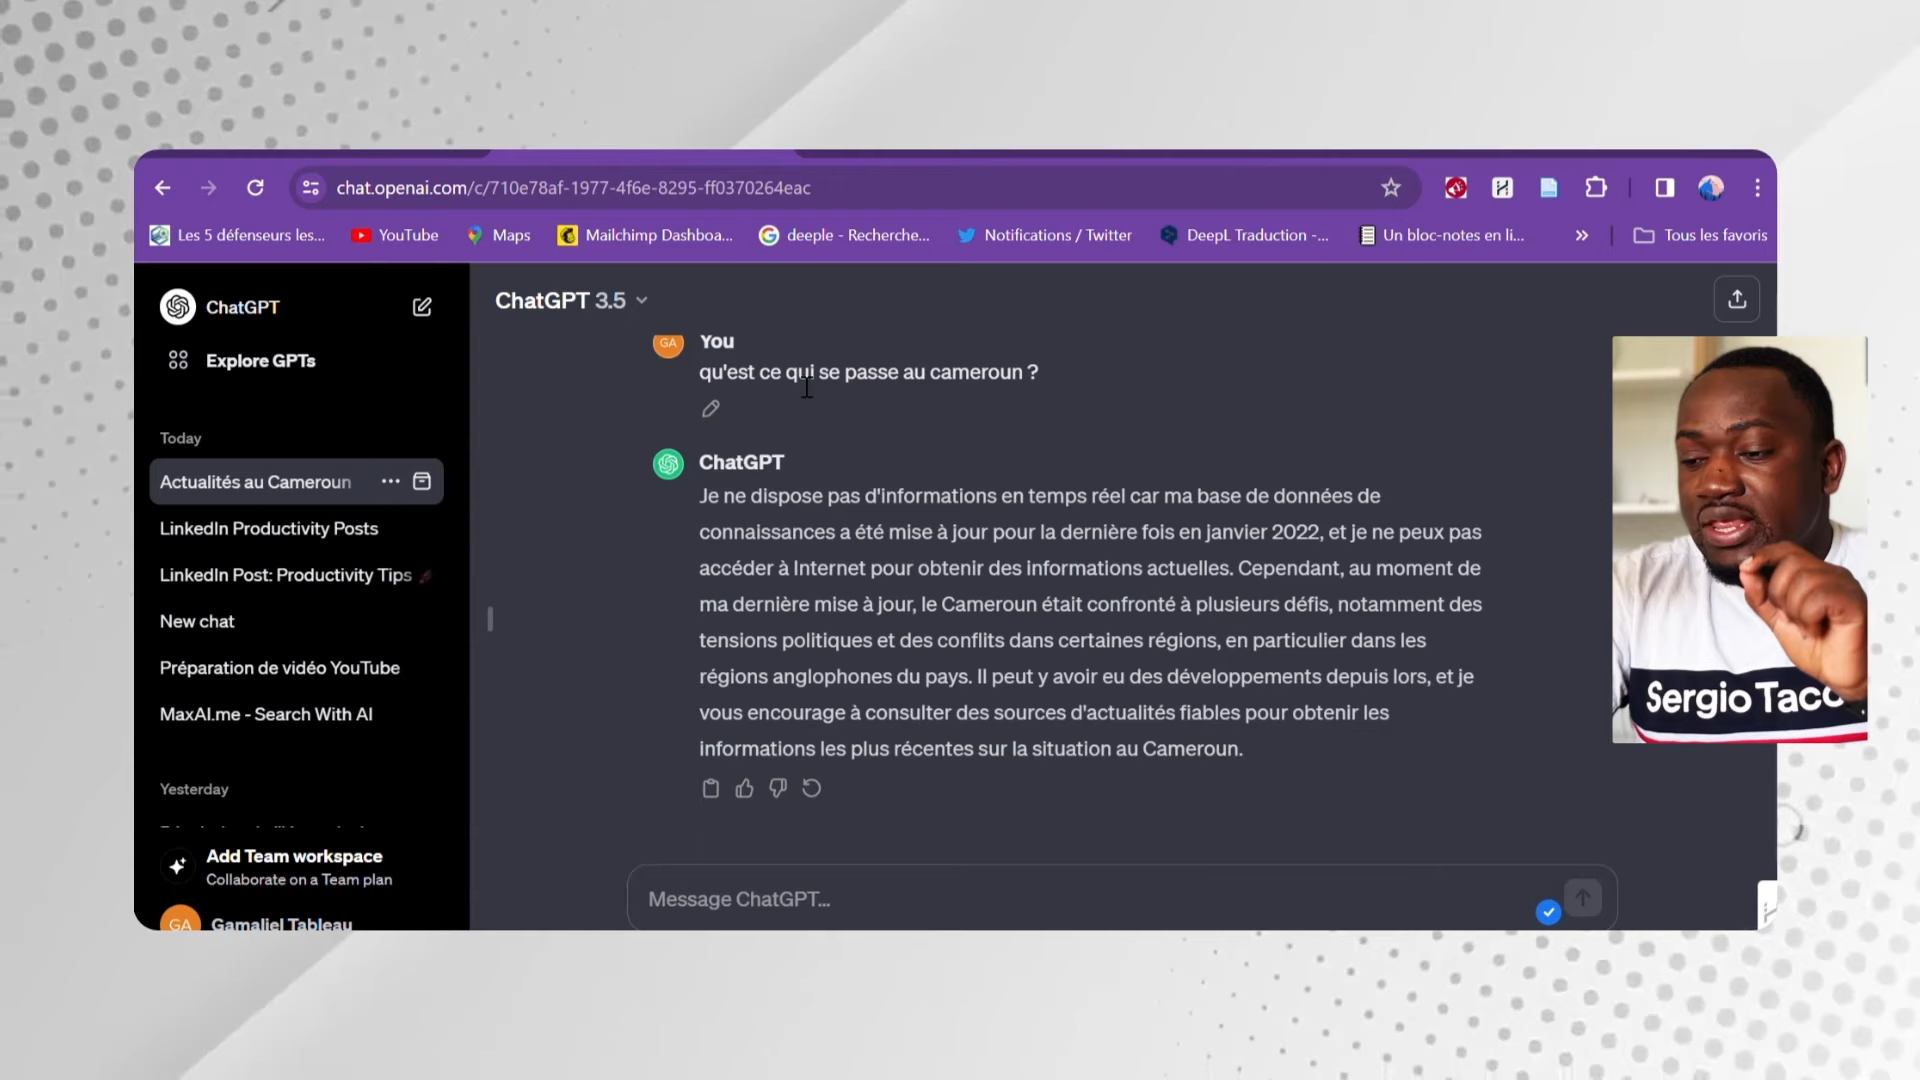 chat.openai.com/c/710e78af-1977-4f6e-8295-ff0370264eac
Les 5 défenseurs les...
YouTube
Maps
Mailchimp Dashboa...
deeple - Recherche...
Notifications / Twitter
DeepL Traduction -...
Un bloc-notes en li...
Tous les favoris
ChatGPT
Explore GPTs
Today
Actualités au Cameroun
LinkedIn Productivity Posts
LinkedIn Post: Productivity Tips
New chat
Préparation de vidéo YouTube
MaxAI.me - Search With AI
Yesterday
Add Team workspace
Collaborate on a Team plan
GA
Gamaliel Tableau
ChatGPT 3.5
GA
You
qu'est ce qui se passe au cameroun ?
ChatGPT
Je ne dispose pas d'informations en temps réel car ma base de données de
connaissances a été mise à jour pour la dernière fois en janvier 2022, et je ne peux pas
accéder à Internet pour obtenir des informations actuelles. Cependant, au moment de
ma dernière mise à jour, le Cameroun était confronté à plusieurs défis, notamment des
tensions politiques et des conflits dans certaines régions, en particulier dans les
régions anglophones du pays. Il peut y avoir eu des développements depuis lors, et je
vous encourage à consulter des sources d'actualités fiables pour obtenir les
informations les plus récentes sur la situation au Cameroun.
Message ChatGPT...
Sergio Tacc